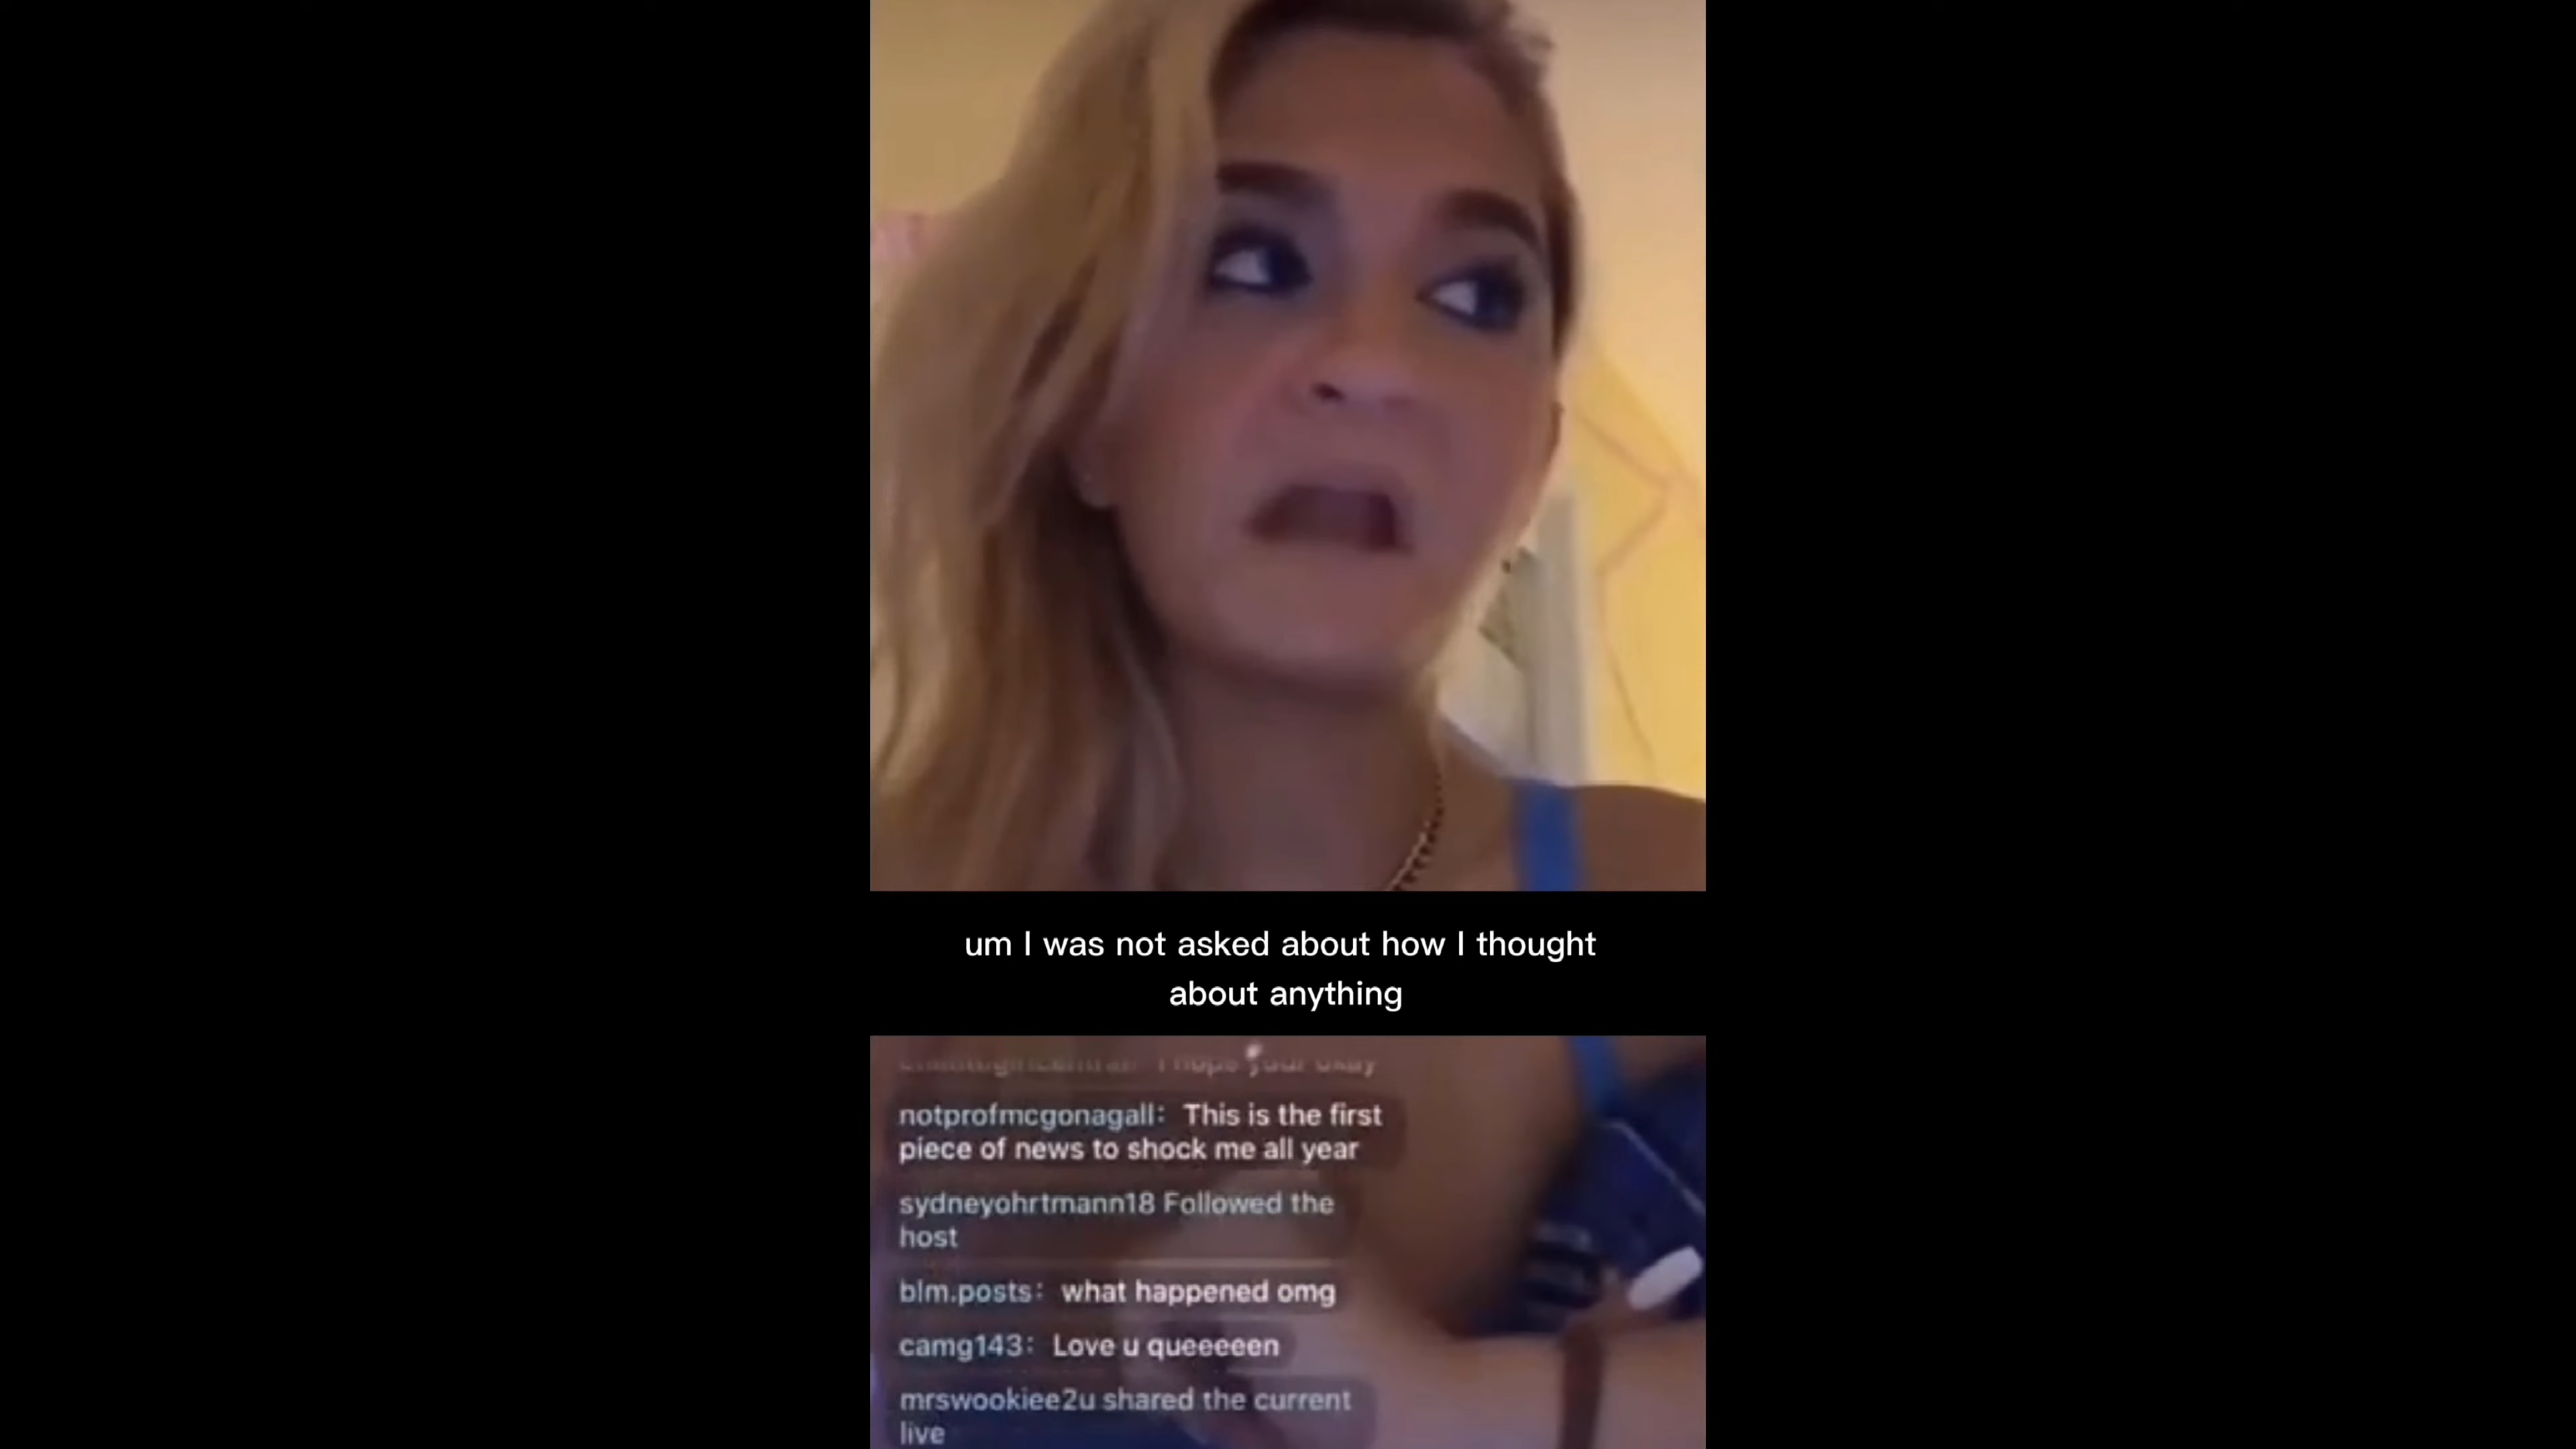 um I was not asked about how I thought
about anything
notprofmcgonagall: This is the first
piece of news to shock me all year
sydneyohrtmann18 Followed the
host
blm.posts: what happened omg
camg143: Love u queeeeen
mrswookiee2u shared the current
live